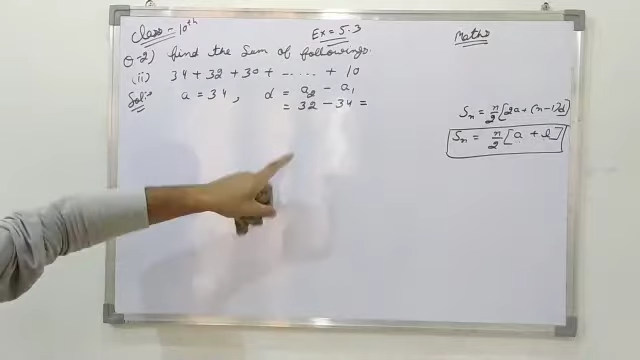 Class - 10th
Ex = 5.3
Maths
Q-2) find the Sum of followings.
(ii) 34 + 32 + 30 + ..... + 10
Sol:- a = 34, d = a2 - a1
= 32 - 34 =
Sn = n/2 [2a + (n-1)d]
Sn = n/2 [a + l]